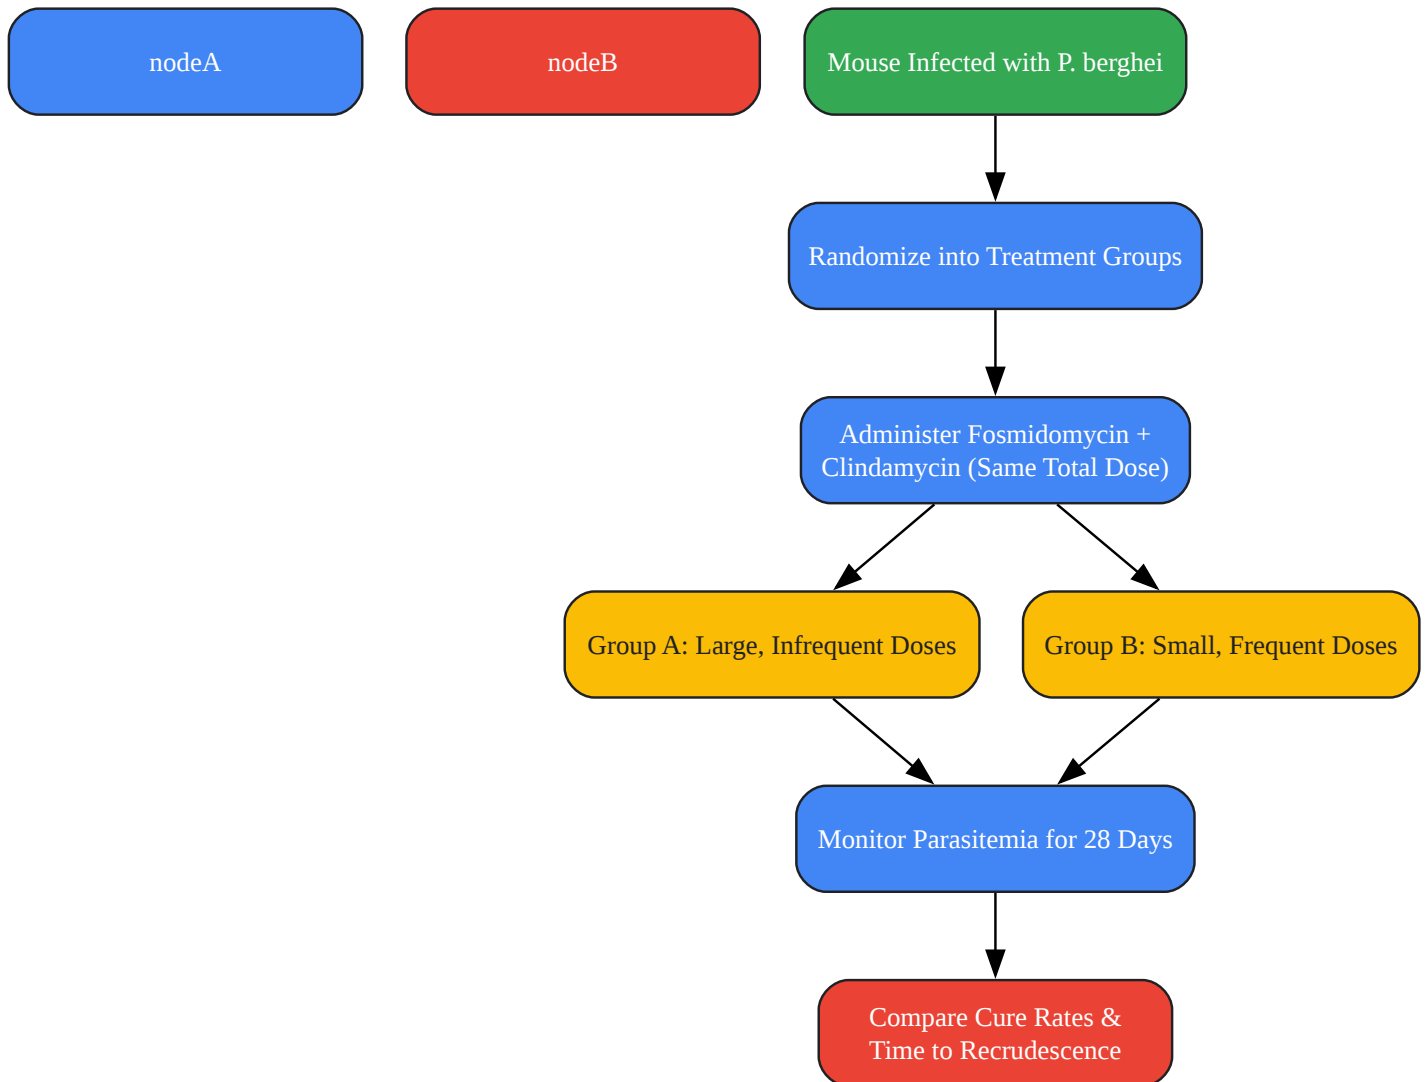 nodeA
nodeB
Mouse Infected with P. berghei
Randomize into Treatment Groups
Administer Fosmidomycin +
Clindamycin (Same Total Dose)
Group A: Large, Infrequent Doses
Group B: Small, Frequent Doses
Monitor Parasitemia for 28 Days
Compare Cure Rates &
Time to Recrudescence